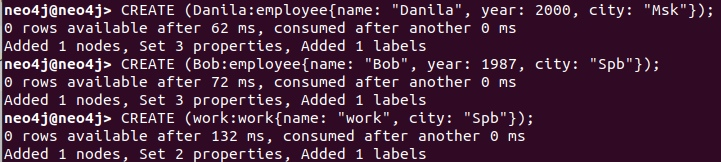 neo4j@neo4j> CREATE (Danila:employee{name: "Danila", year: 2000, city: "Msk"});
0 rows available after 62 ms, consumed after another 0 ms
Added 1 nodes, Set 3 properties, Added 1 labels
neo4j@neo4j> CREATE (Bob:employee{name: "Bob", year: 1987, city: "Spb"});
0 rows available after 72 ms, consumed after another 0 ms
Added 1 nodes, Set 3 properties, Added 1 labels
neo4j@neo4j> CREATE (work:work{name: "work", city: "Spb"});
0 rows available after 132 ms, consumed after another 0 ms
Added 1 nodes, Set 2 properties, Added 1 labels